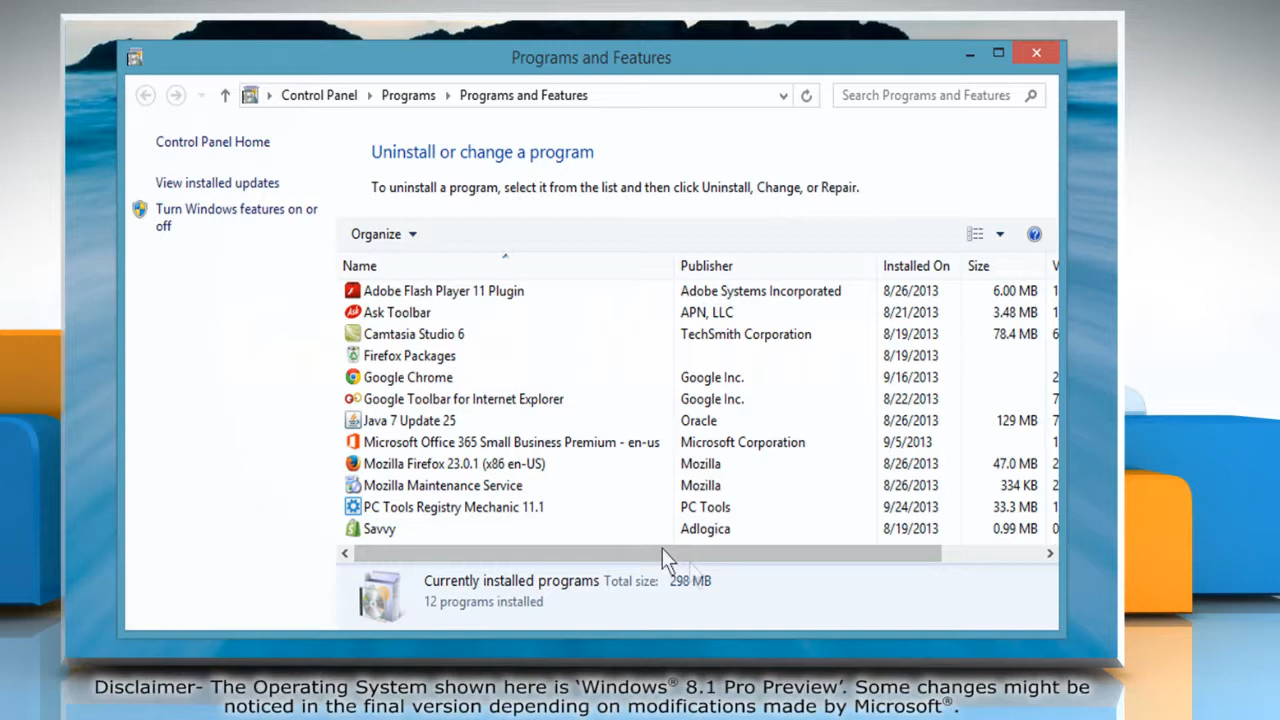 Programs and Features
Control Panel Programs Programs and Features
Search Programs and Features
Control Panel Home
View installed updates
Turn Windows features on or
off
Uninstall or change a program
To uninstall a program, select it from the list and then click Uninstall, Change, or Repair.
Organize
Name Publisher Installed On Size V
Adobe Flash Player 11 Plugin Adobe Systems Incorporated 8/26/2013 6.00 MB 1
Ask Toolbar APN, LLC 8/21/2013 3.48 MB 1
Camtasia Studio 6 TechSmith Corporation 8/19/2013 78.4 MB 6
Firefox Packages 8/19/2013
Google Chrome Google Inc. 9/16/2013 2
Google Toolbar for Internet Explorer Google Inc. 8/22/2013 7
Java 7 Update 25 Oracle 8/26/2013 129 MB 7
Microsoft Office 365 Small Business Premium - en-us Microsoft Corporation 9/5/2013 1
Mozilla Firefox 23.0.1 (x86 en-US) Mozilla 8/26/2013 47.0 MB 2
Mozilla Maintenance Service Mozilla 8/26/2013 334 KB 2
PC Tools Registry Mechanic 11.1 PC Tools 9/24/2013 33.3 MB 1
Savvy Adlogica 8/19/2013 0.99 MB 1
Currently installed programs Total size: 298 MB
12 programs installed
Disclaimer- The Operating System shown here is ‘Windows® 8.1 Pro Preview’. Some changes might be
noticed in the final version depending on modifications made by Microsoft®.